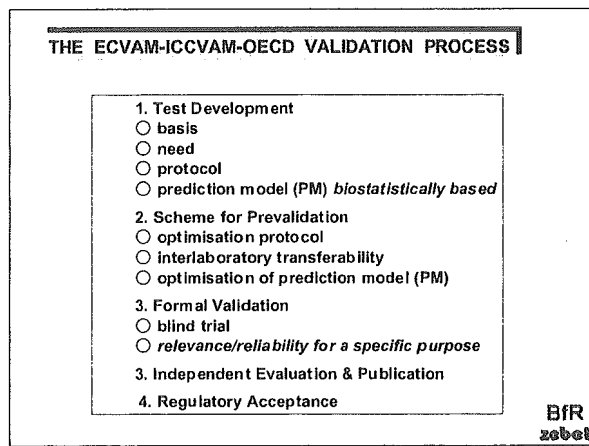 THE ECVAM-ICCVAM-OECD VALIDATION PROCESS
1. Test Development
○ basis
○ need
○ protocol
○ prediction model (PM) biostatistically based
2. Scheme for Prevalidation
○ optimisation protocol
○ interlaboratory transferability
○ optimisation of prediction model (PM)
3. Formal Validation
○ blind trial
○ relevance/reliability for a specific purpose
3. Independent Evaluation & Publication
4. Regulatory Acceptance
BfR
zebet